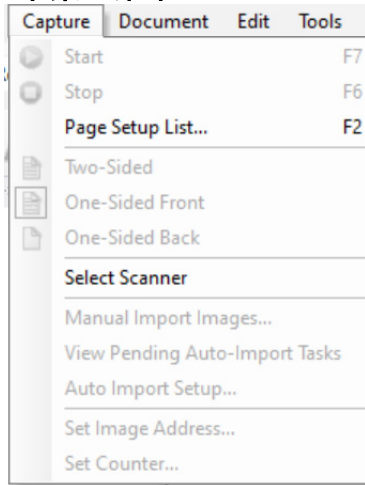 Capture Document Edit Tools
Start F7
Stop F6
Page Setup List... F2
Two-Sided
One-Sided Front
One-Sided Back
Select Scanner
Manual Import Images...
View Pending Auto-Import Tasks
Auto Import Setup...
Set Image Address...
Set Counter...